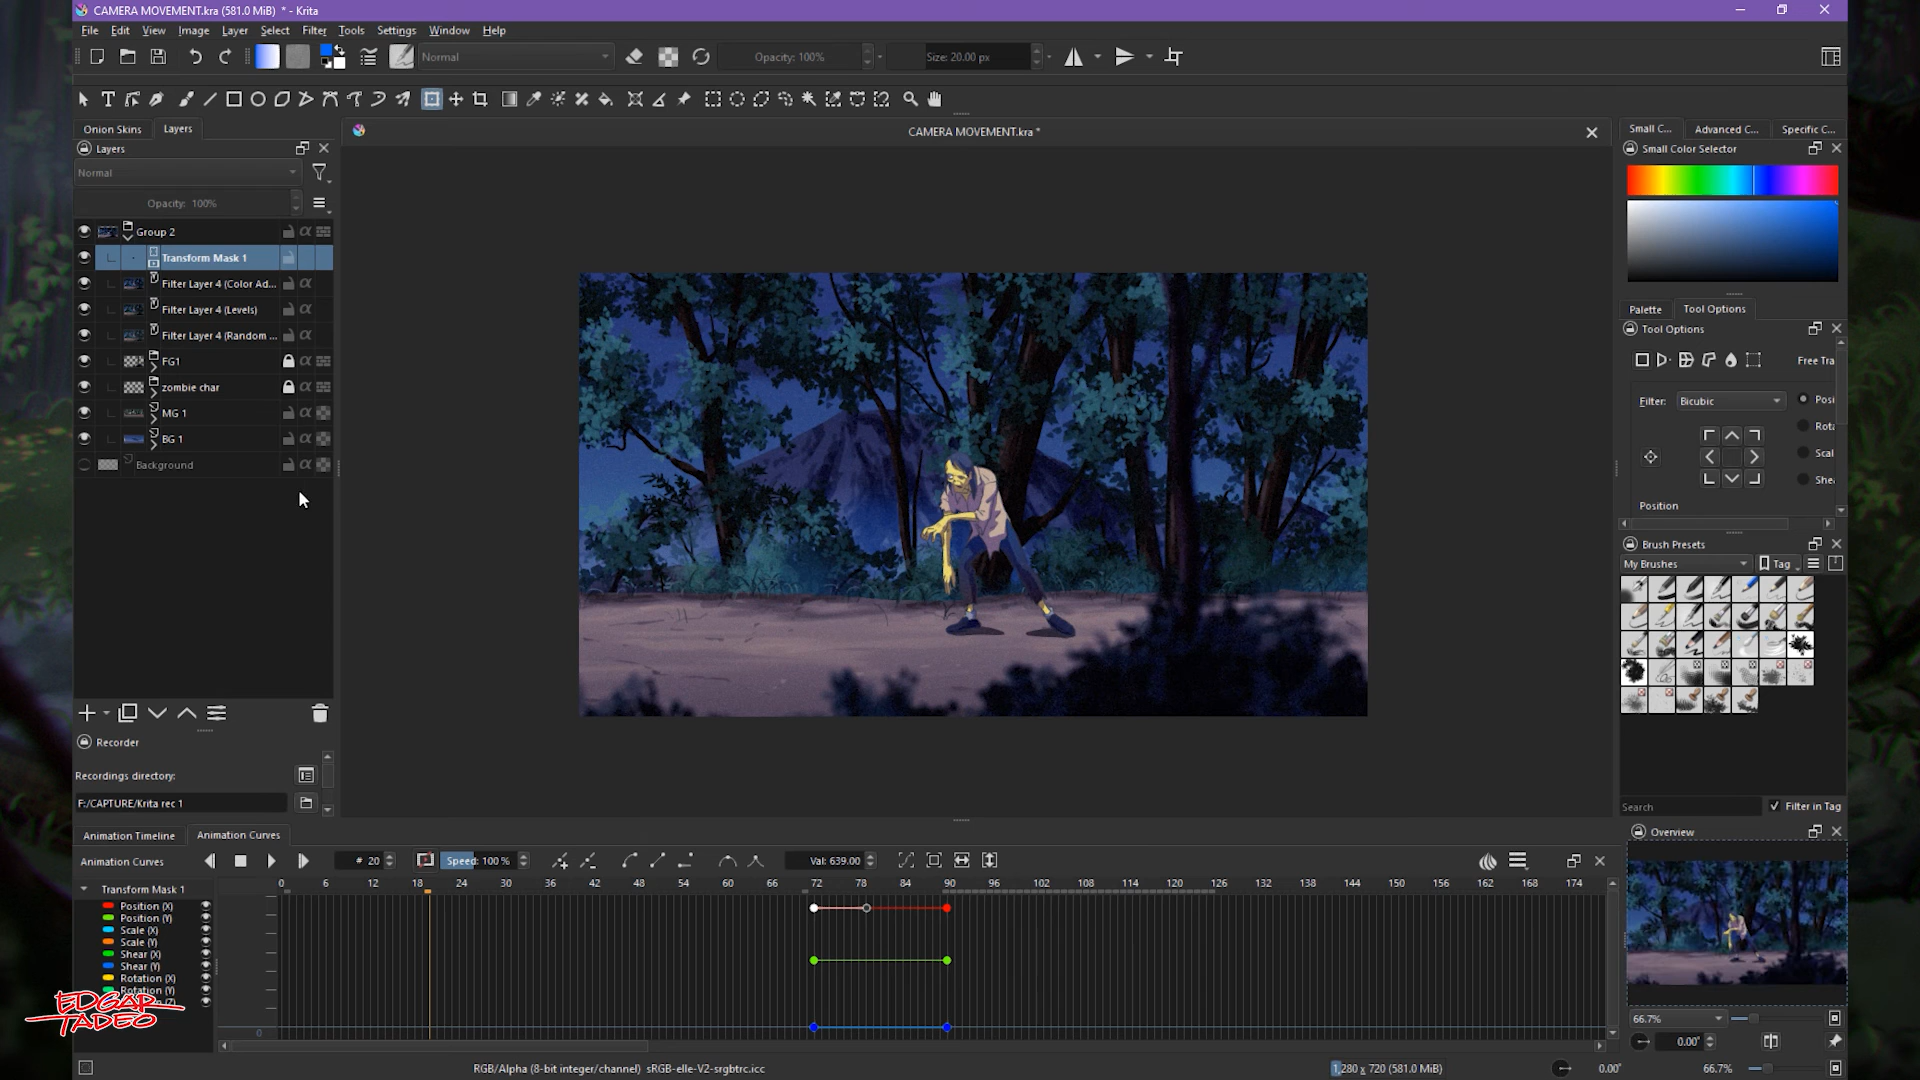 CAMERA MOVEMENT.kra (581.0 MiB) * - Krita
File Edit View Image Layer Select Filter Tools Settings Window Help
Normal
Opacity: 100%
Size: 20.00 px
Onion Skins Layers
CAMERA MOVEMENT.kra *
Small C... Advanced C... Specific C...
Layers
Small Color Selector
Normal
Opacity: 100%
Group 2
Transform Mask 1
Filter Layer 4 (Color Ad...
Filter Layer 4 (Levels)
Filter Layer 4 (Random ...
FG1
zombie char
MG 1
BG 1
Background
Palette Tool Options
Tool Options
Free Tra
Filter: Bicubic
Posi
Rota
Scal
Shea
Position
Brush Presets
My Brushes
Tag
Search
Filter in Tag
Recorder
Recordings directory:
F:/CAPTURE/Krita rec 1
Animation Timeline Animation Curves
Overview
Animation Curves
# 20
Speed: 100 %
Val: 639.00
0 6 12 18 24 30 36 42 48 54 60 66 72 78 84 90 96 102 108 114 120 126 132 138 144 150 156 162 168 174
Transform Mask 1
Position (X)
Position (Y)
Scale (X)
Scale (Y)
Shear (X)
Shear (Y)
Rotation (X)
Rotation (Y)
0
EDGAR
TADEO
66.7%
0.00°
RGB/Alpha (8-bit integer/channel) sRGB-elle-V2-srgbtrc.icc
1,280 x 720 (581.0 MiB)
0.00°
66.7%